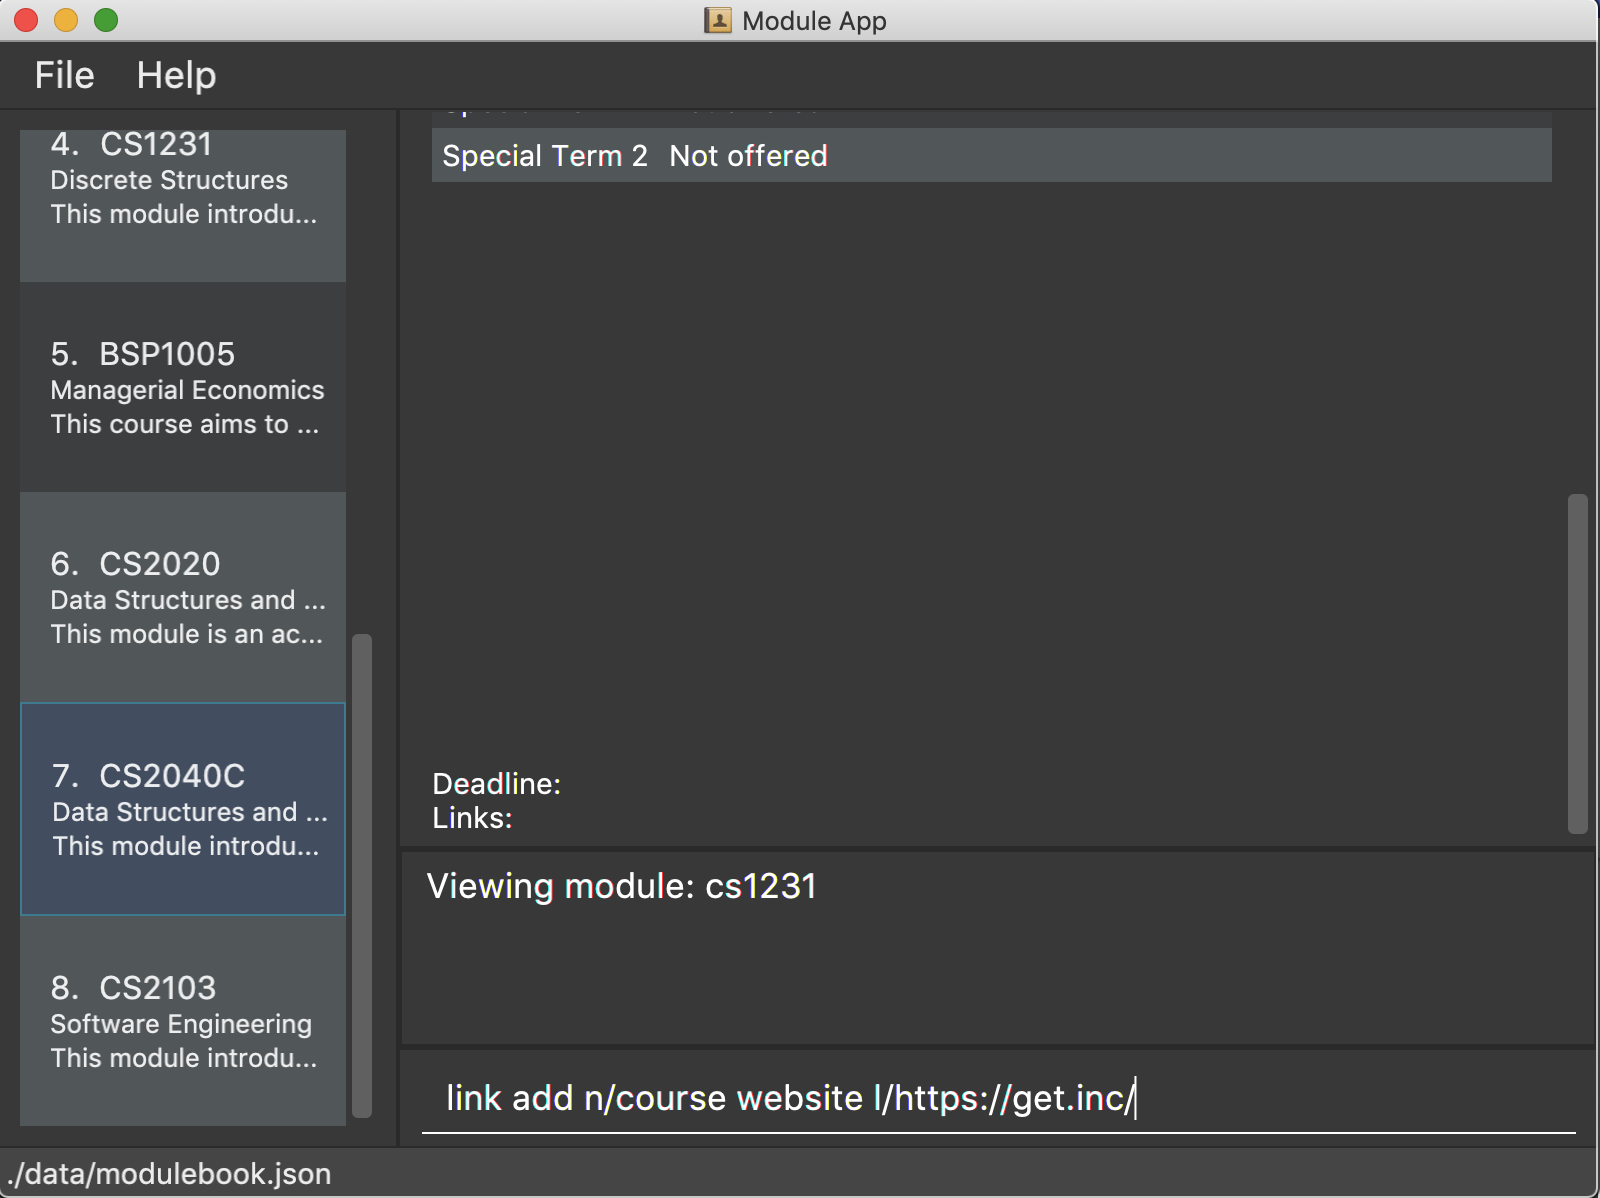 Module App
File Help
4. CS1231
Discrete Structures
This module introdu...
5. BSP1005
Managerial Economics
This course aims to ...
6. CS2020
Data Structures and ...
This module is an ac...
7. CS2040C
Data Structures and ...
This module introdu...
8. CS2103
Software Engineering
This module introdu...
Special Term 2 Not offered
Deadline:
Links:
Viewing module: cs1231
link add n/course website l/https://get.inc/
./data/modulebook.json